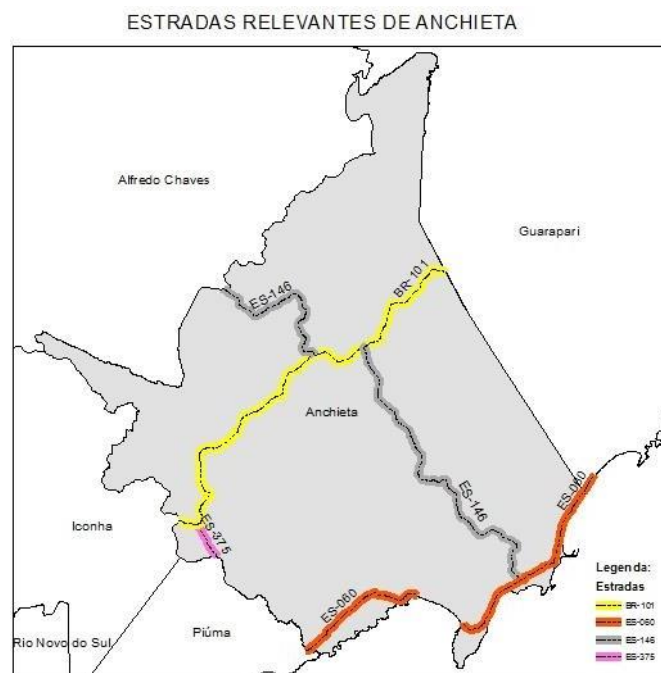 ESTRADAS RELEVANTES DE ANCHIETA
Alfredo Chaves
Guarapari
ES-146
BR-101
Anchieta
ES-060
ES-146
Iconha
ES-375
ES-060
Piúma
Rio Novo do Sul
Legenda:
Estradas
BR-101
ES-060
ES-146
ES-375